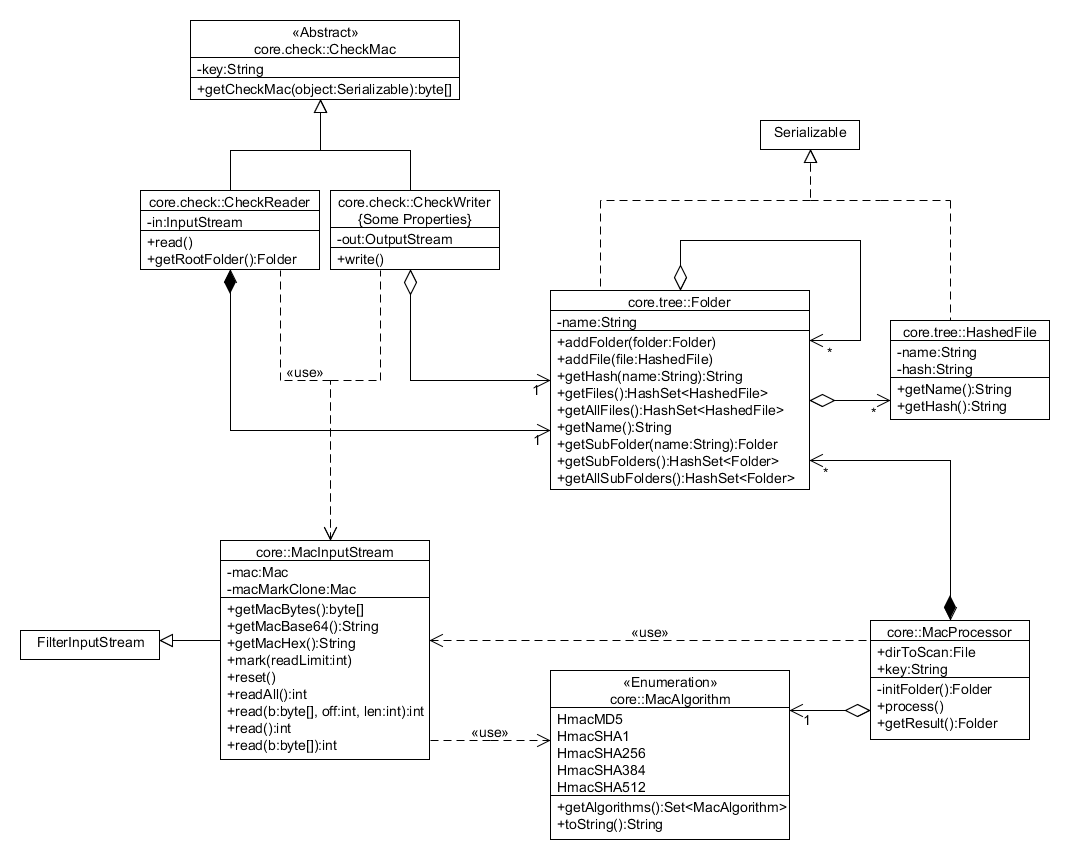 «Abstract»
core.check::CheckMac
-key:String
+getCheckMac(object:Serializable):byte[]
Serializable
core.check::CheckReader
-in:InputStream
+read()
+getRootFolder():Folder
core.check::CheckWriter
{Some Properties}
-out:OutputStream
+write()
core.tree::Folder
-name:String
+addFolder(folder:Folder)
+addFile(file:HashedFile)
+getHash(name:String):String
+getFiles():HashSet<HashedFile>
+getAllFiles():HashSet<HashedFile>
+getName():String
+getSubFolder(name:String):Folder
+getSubFolders():HashSet<Folder>
+getAllSubFolders():HashSet<Folder>
*
core.tree::HashedFile
-name:String
-hash:String
+getName():String
+getHash():String
*
*
1
1
«use»
core::MacInputStream
-mac:Mac
-macMarkClone:Mac
+getMacBytes():byte[]
+getMacBase64():String
+getMacHex():String
+mark(readLimit:int)
+reset()
+readAll():int
+read(b:byte[], off:int, len:int):int
+read():int
+read(b:byte[]):int
FilterInputStream
«use»
core::MacProcessor
+dirToScan:File
+key:String
-initFolder():Folder
+process()
+getResult():Folder
«use»
«Enumeration»
core::MacAlgorithm
HmacMD5
HmacSHA1
HmacSHA256
HmacSHA384
HmacSHA512
+getAlgorithms():Set<MacAlgorithm>
+toString():String
1